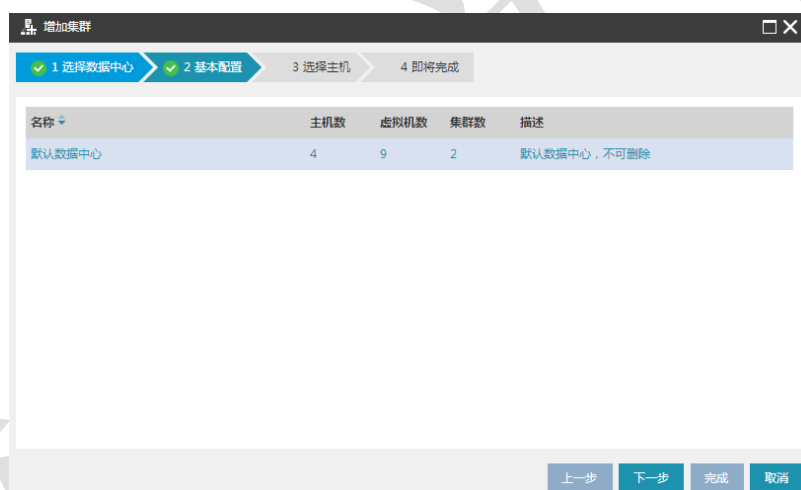 增加集群
1 选择数据中心 2 基本配置 3 选择主机 4 即将完成
名称 主机数 虚拟机数 集群数 描述
默认数据中心 4 9 2 默认数据中心，不可删除
上一步 下一步 完成 取消